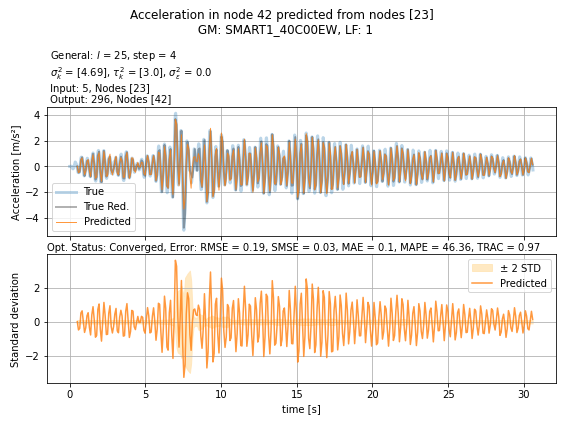 Acceleration in node 42 predicted from nodes [23]
GM: SMART1_40C00EW, LF: 1
General: l = 25, step = 4
σ²ₖ = [4.69], τ²ₖ = [3.0], σ²ε = 0.0
Input: 5, Nodes [23]
Output: 296, Nodes [42]
Acceleration [m/s²]
4
2
0
−2
−4
True
True Red.
Predicted
Opt. Status: Converged, Error: RMSE = 0.19, SMSE = 0.03, MAE = 0.1, MAPE = 46.36, TRAC = 0.97
Standard deviation
2
0
−2
± 2 STD
Predicted
0 5 10 15 20 25 30
time [s]